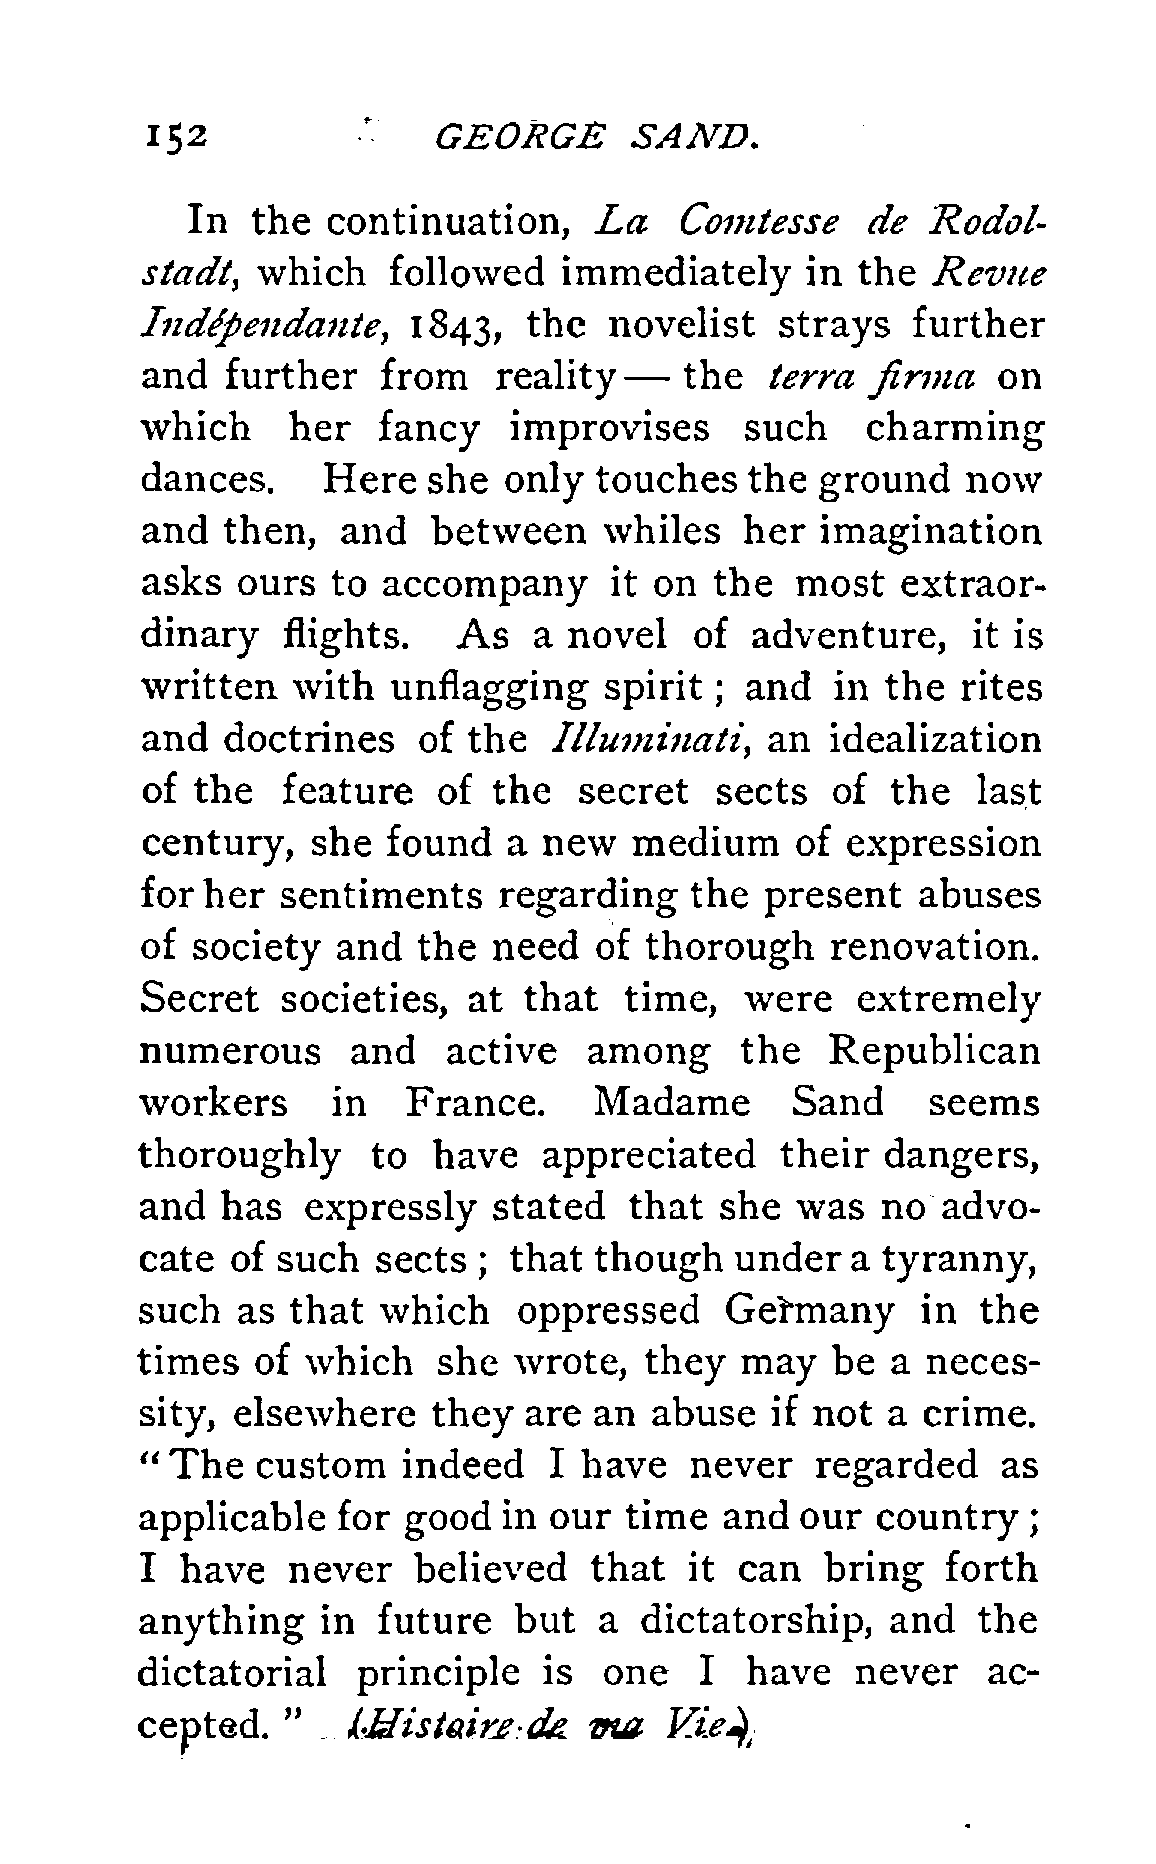 152 GEORGE SAND.
In the continuation, La Comtesse de Rodol-
stadt, which followed immediately in the Revue
Indépendante, 1843, the novelist strays further
and further from reality — the terra firma on
which her fancy improvises such charming
dances. Here she only touches the ground now
and then, and between whiles her imagination
asks ours to accompany it on the most extraor-
dinary flights. As a novel of adventure, it is
written with unflagging spirit ; and in the rites
and doctrines of the Illuminati, an idealization
of the feature of the secret sects of the last
century, she found a new medium of expression
for her sentiments regarding the present abuses
of society and the need of thorough renovation.
Secret societies, at that time, were extremely
numerous and active among the Republican
workers in France. Madame Sand seems
thoroughly to have appreciated their dangers,
and has expressly stated that she was no advo-
cate of such sects ; that though under a tyranny,
such as that which oppressed Germany in the
times of which she wrote, they may be a neces-
sity, elsewhere they are an abuse if not a crime.
“ The custom indeed I have never regarded as
applicable for good in our time and our country ;
I have never believed that it can bring forth
anything in future but a dictatorship, and the
dictatorial principle is one I have never ac-
cepted. ” (Histoire de ma Vie).